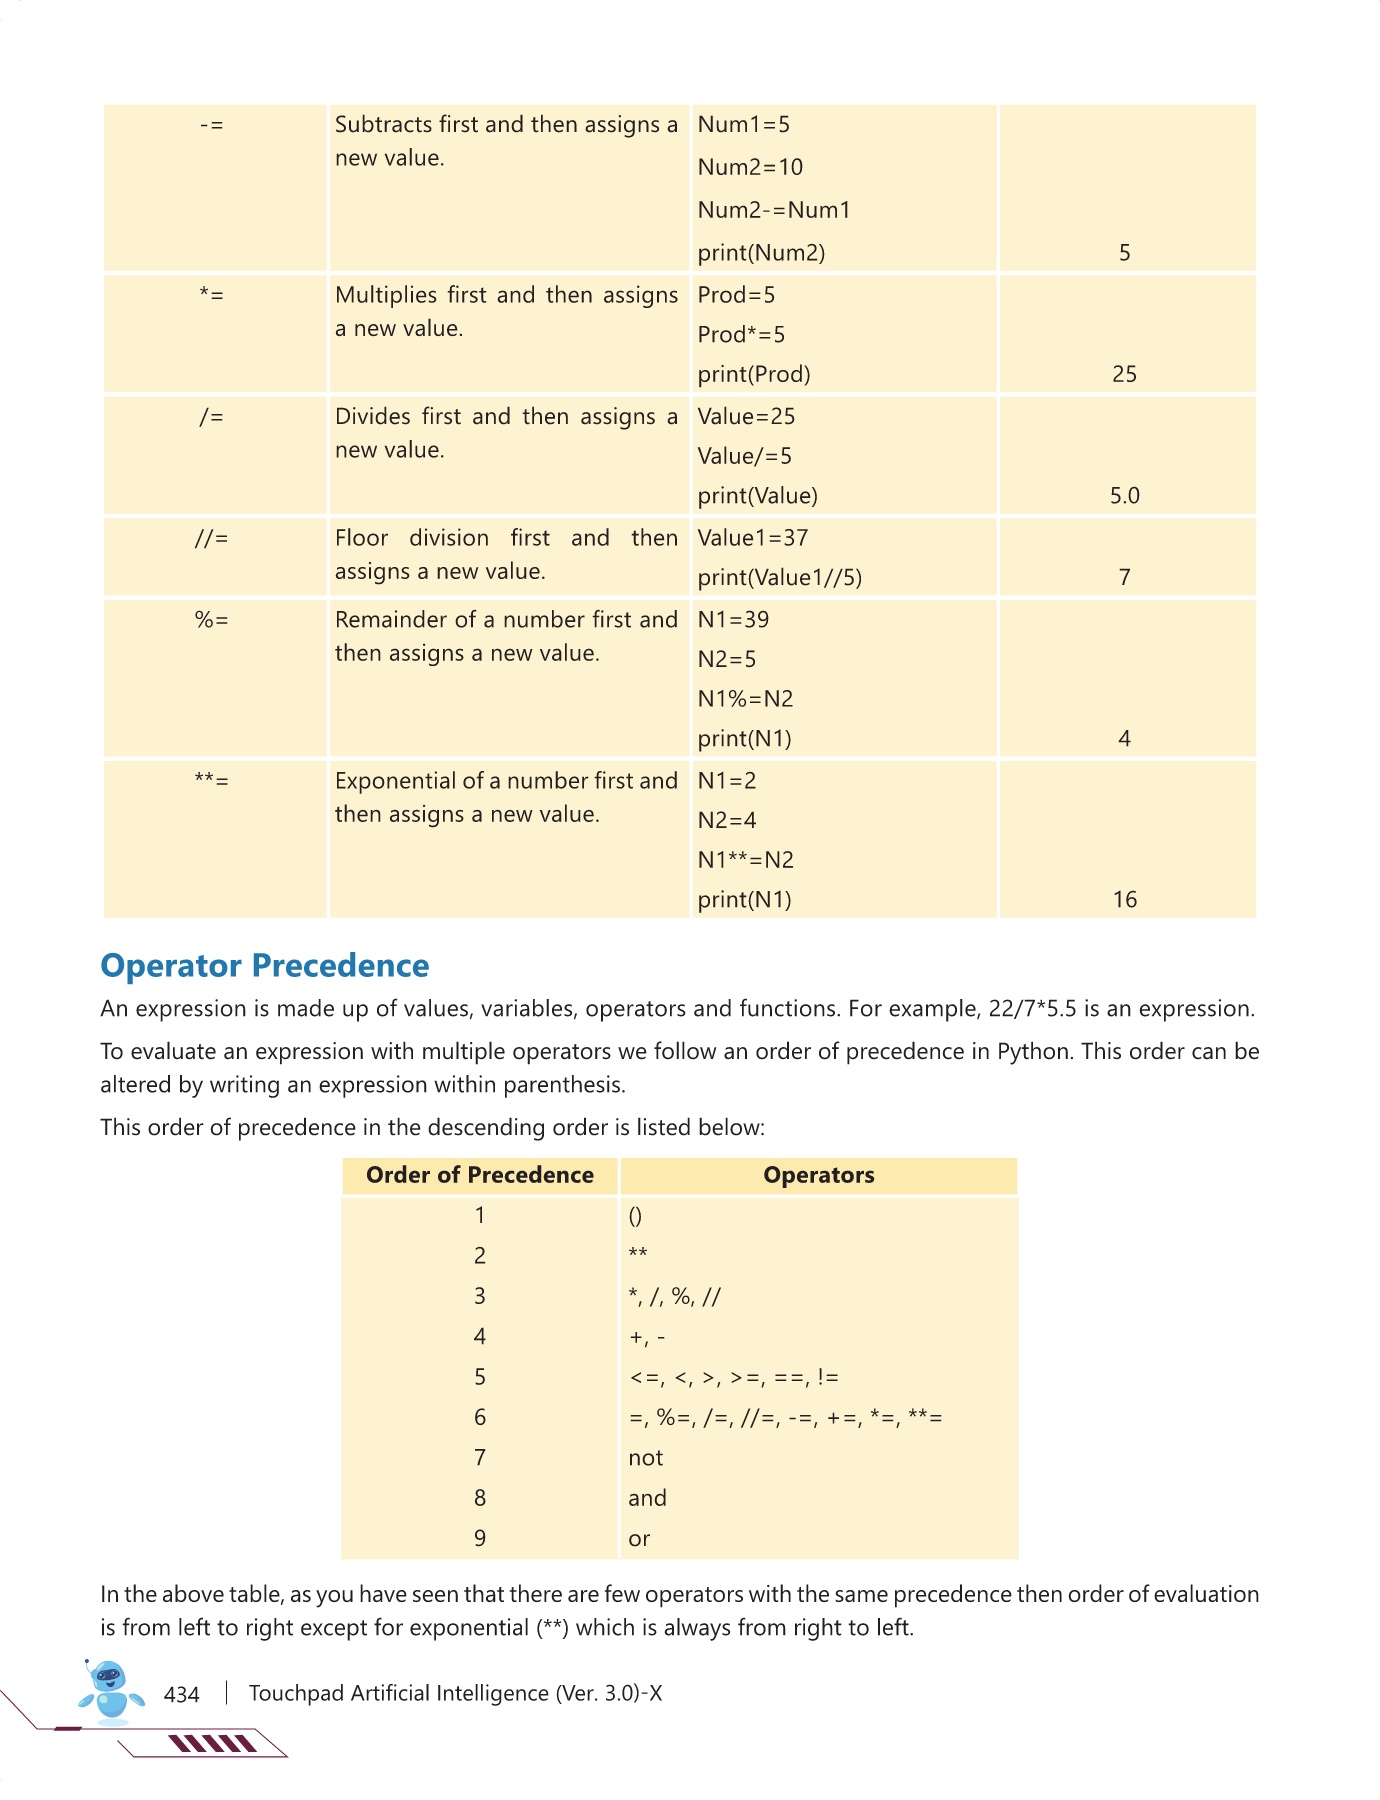 -= Subtracts first and then assigns a Num1=5
new value.
Num2=10
Num2-=Num1
print(Num2) 5
*= Multiplies first and then assigns Prod=5
a new value.
Prod*=5
print(Prod) 25
/= Divides first and then assigns a Value=25
new value.
Value/=5
print(Value) 5.0
//= Floor division first and then Value1=37
assigns a new value.
print(Value1//5) 7
%= Remainder of a number first and N1=39
then assigns a new value.
N2=5
N1%=N2
print(N1) 4
**= Exponential of a number first and N1=2
then assigns a new value.
N2=4
N1**=N2
print(N1) 16
Operator Precedence
An expression is made up of values, variables, operators and functions. For example, 22/7*5.5 is an expression.
To evaluate an expression with multiple operators we follow an order of precedence in Python. This order can be
altered by writing an expression within parenthesis.
This order of precedence in the descending order is listed below:
Order of Precedence Operators
1 ()
2 **
3 *, /, %, //
4 +, -
5 <=, <, >, >=, ==, !=
6 =, %=, /=, //=, -=, +=, *=, **=
7 not
8 and
9 or
In the above table, as you have seen that there are few operators with the same precedence then order of evaluation
is from left to right except for exponential (**) which is always from right to left.
434 | Touchpad Artificial Intelligence (Ver. 3.0)-X